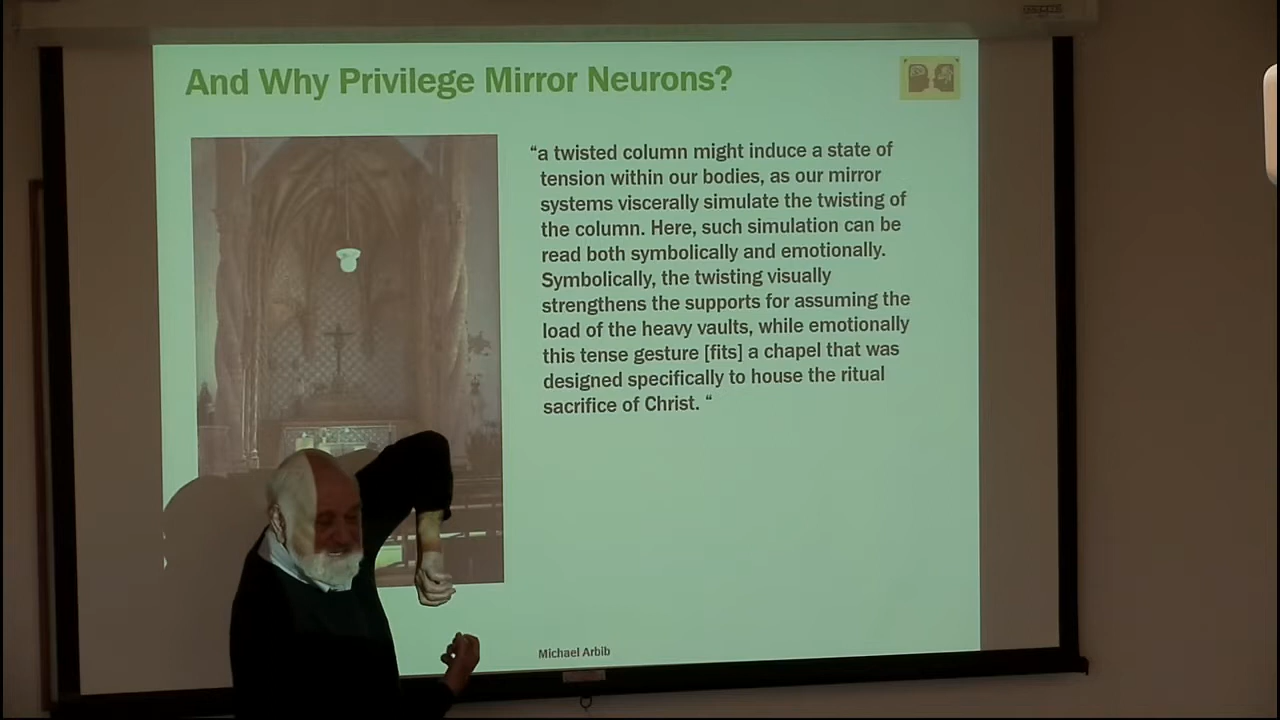 And Why Privilege Mirror Neurons?
“a twisted column might induce a state of
tension within our bodies, as our mirror
systems viscerally simulate the twisting of
the column. Here, such simulation can be
read both symbolically and emotionally.
Symbolically, the twisting visually
strengthens the supports for assuming the
load of the heavy vaults, while emotionally
this tense gesture [fits] a chapel that was
designed specifically to house the ritual
sacrifice of Christ. “
Michael Arbib